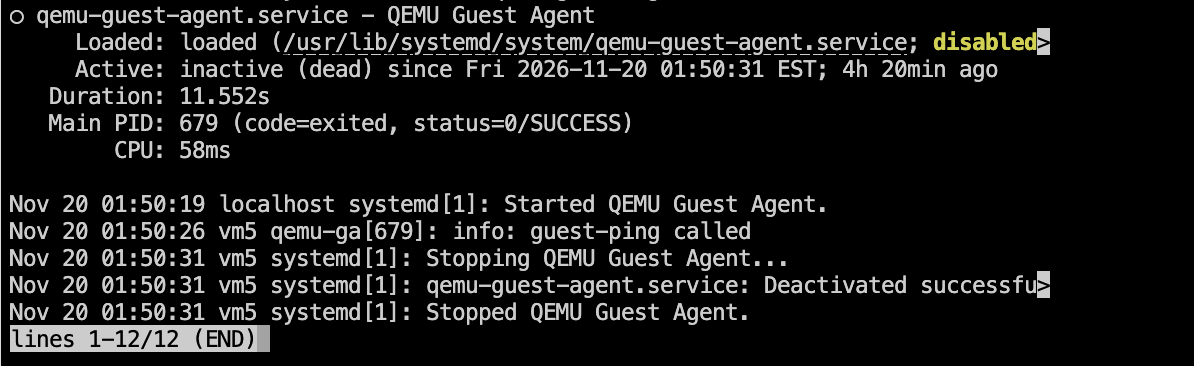 ○ qemu-guest-agent.service - QEMU Guest Agent
Loaded: loaded (/usr/lib/systemd/system/qemu-guest-agent.service; disabled>
Active: inactive (dead) since Fri 2026-11-20 01:50:31 EST; 4h 20min ago
Duration: 11.552s
Main PID: 679 (code=exited, status=0/SUCCESS)
CPU: 58ms
Nov 20 01:50:19 localhost systemd[1]: Started QEMU Guest Agent.
Nov 20 01:50:26 vm5 qemu-ga[679]: info: guest-ping called
Nov 20 01:50:31 vm5 systemd[1]: Stopping QEMU Guest Agent...
Nov 20 01:50:31 vm5 systemd[1]: qemu-guest-agent.service: Deactivated successfu>
Nov 20 01:50:31 vm5 systemd[1]: Stopped QEMU Guest Agent.
lines 1-12/12 (END)